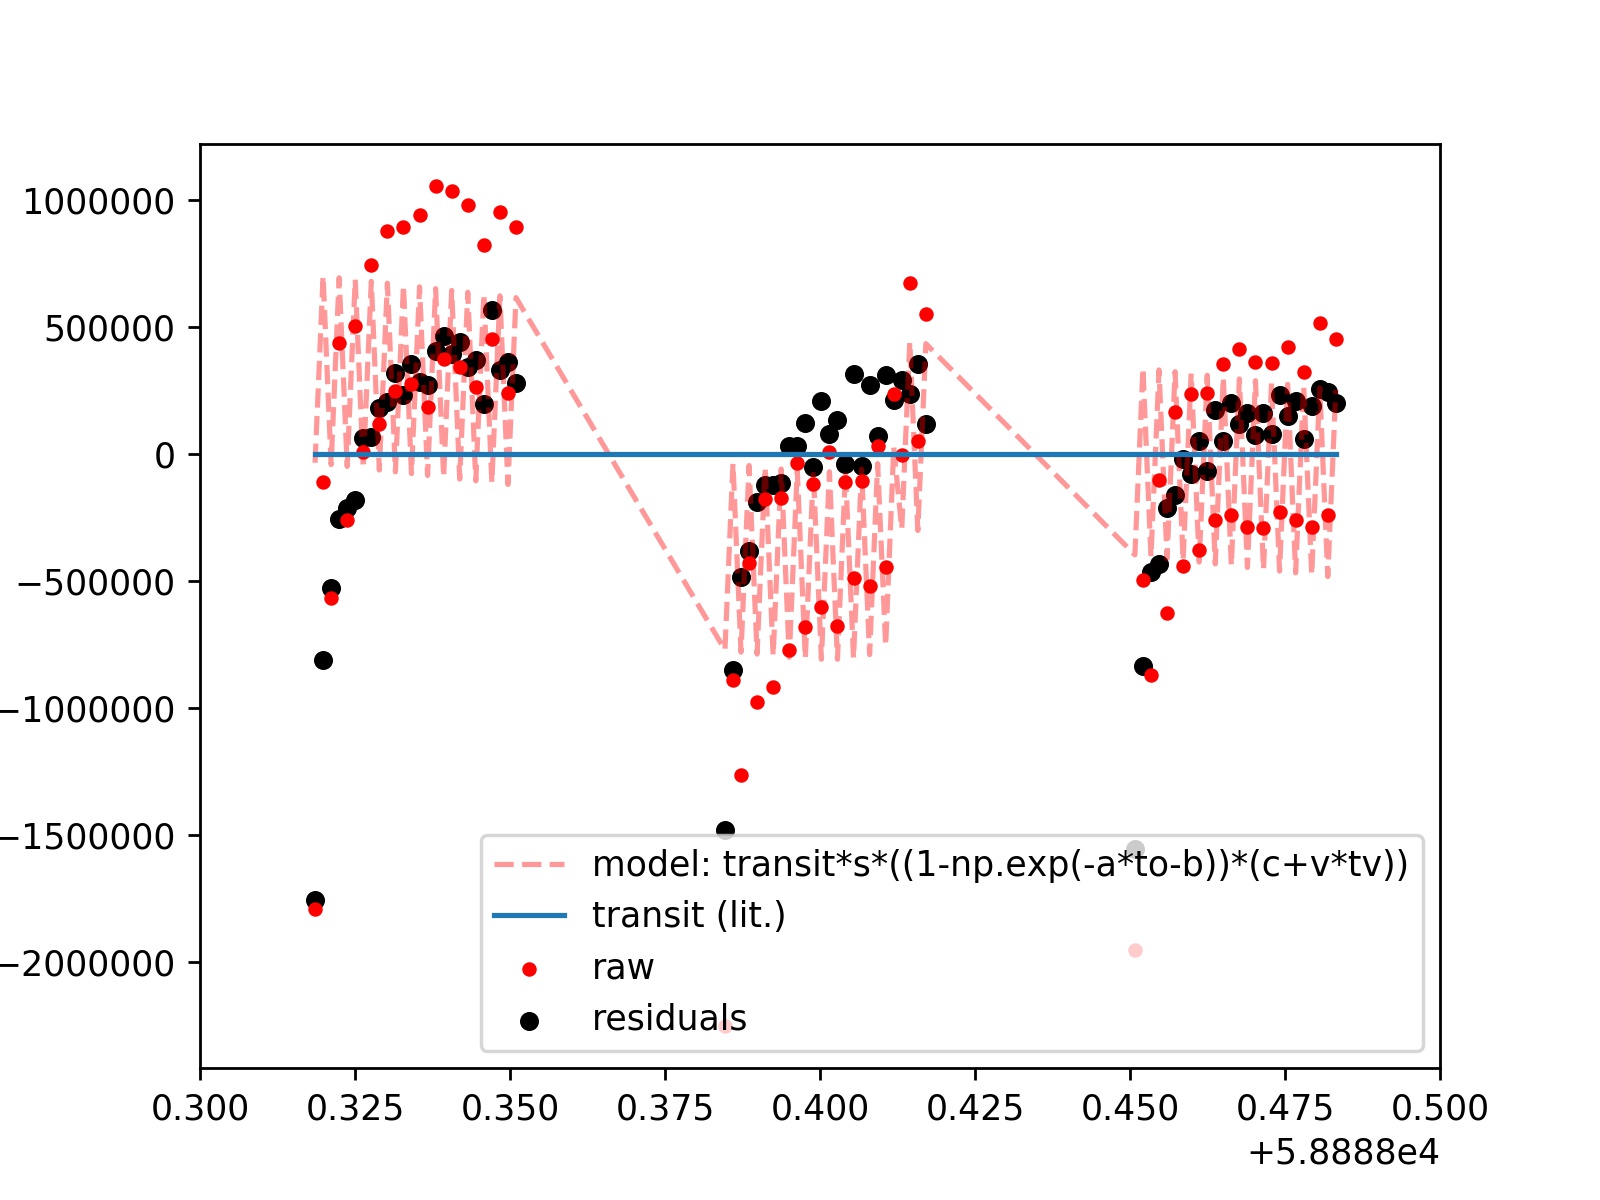 1000000
500000
0
−500000
−1000000
−1500000
−2000000
model: transit*s*((1-np.exp(-a*to-b))*(c+v*tv))
transit (lit.)
raw
residuals
0.300 0.325 0.350 0.375 0.400 0.425 0.450 0.475 0.500
+5.8888e4